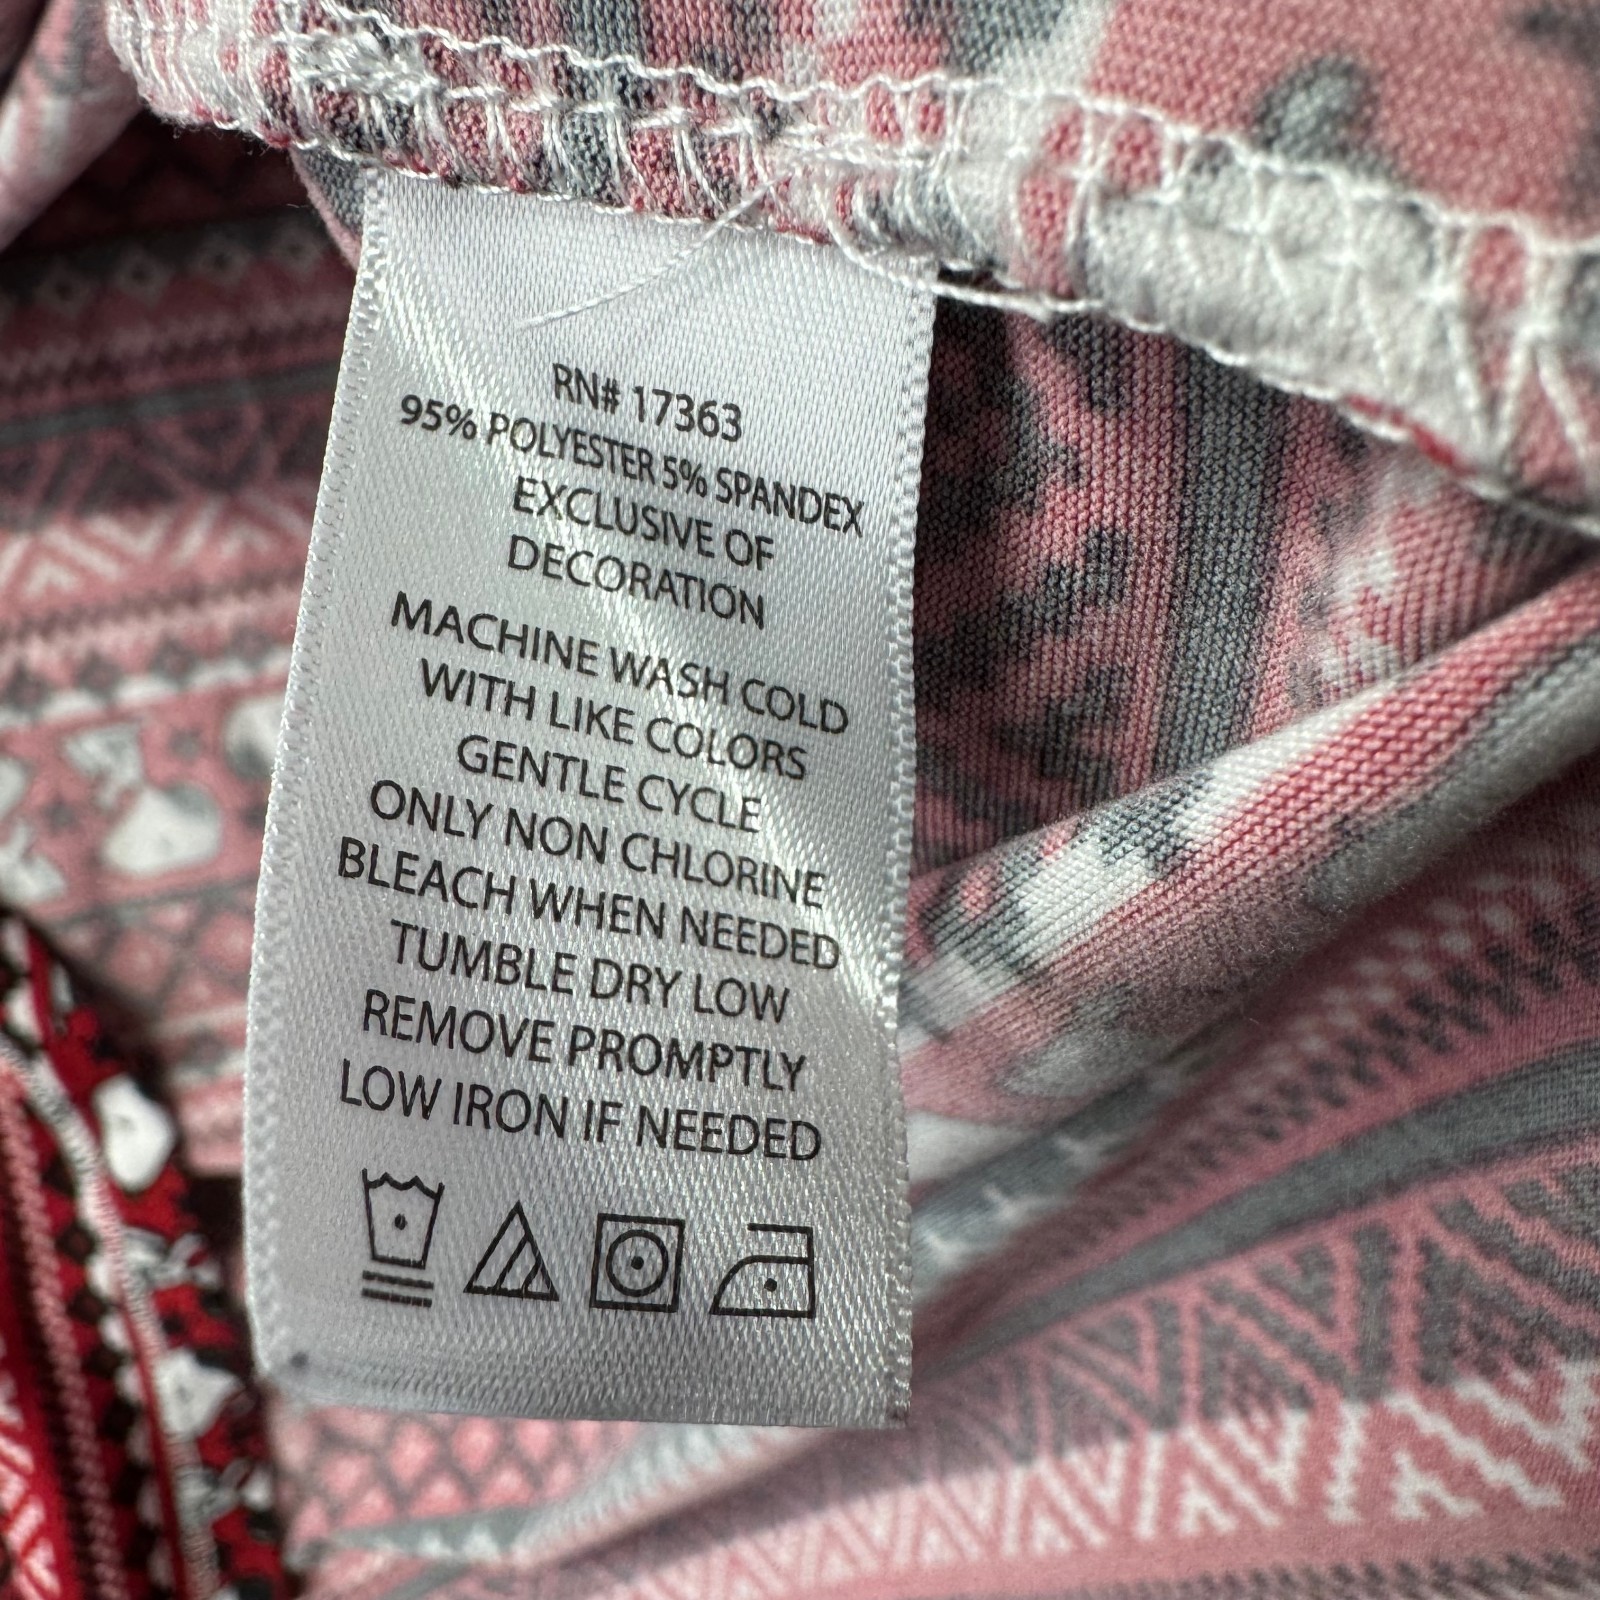 RN# 17363
95% POLYESTER 5% SPANDEX
EXCLUSIVE OF
DECORATION
MACHINE WASH COLD
WITH LIKE COLORS
GENTLE CYCLE
ONLY NON CHLORINE
BLEACH WHEN NEEDED
TUMBLE DRY LOW
REMOVE PROMPTLY
LOW IRON IF NEEDED